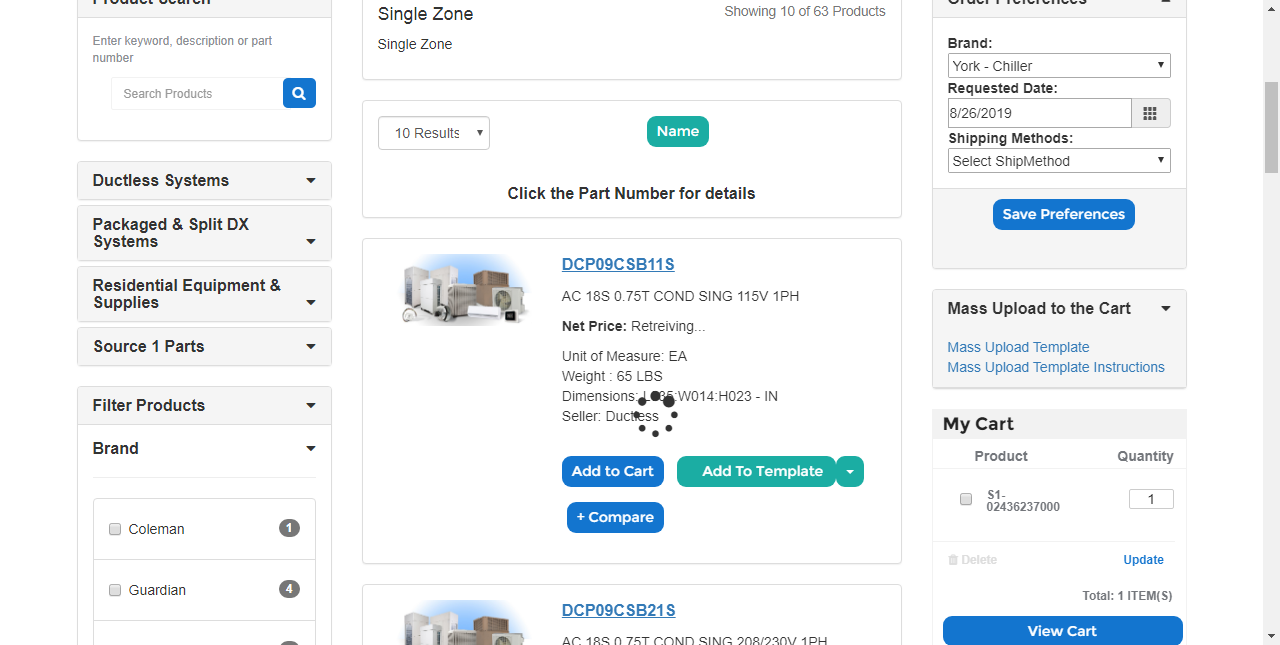 Product Search
Enter keyword, description or part
number
Search Products
Ductless Systems
Packaged & Split DX
Systems
Residential Equipment &
Supplies
Source 1 Parts
Filter Products
Brand
Coleman
1
Guardian
4
Single Zone
Showing 10 of 63 Products
Single Zone
10 Results
Name
Click the Part Number for details
DCP09CSB11S
AC 18S 0.75T COND SING 115V 1PH
Net Price: Retreiving...
Unit of Measure: EA
Weight : 65 LBS
Dimensions: L035:W014:H023 - IN
Seller: Ductless
Add to Cart
Add To Template
+ Compare
DCP09CSB21S
AC 18S 0.75T COND SING 208/230V 1PH
Order Preferences
Brand:
York - Chiller
Requested Date:
8/26/2019
Shipping Methods:
Select ShipMethod
Save Preferences
Mass Upload to the Cart
Mass Upload Template
Mass Upload Template Instructions
My Cart
Product Quantity
S1-
02436237000
1
Delete
Update
Total: 1 ITEM(S)
View Cart